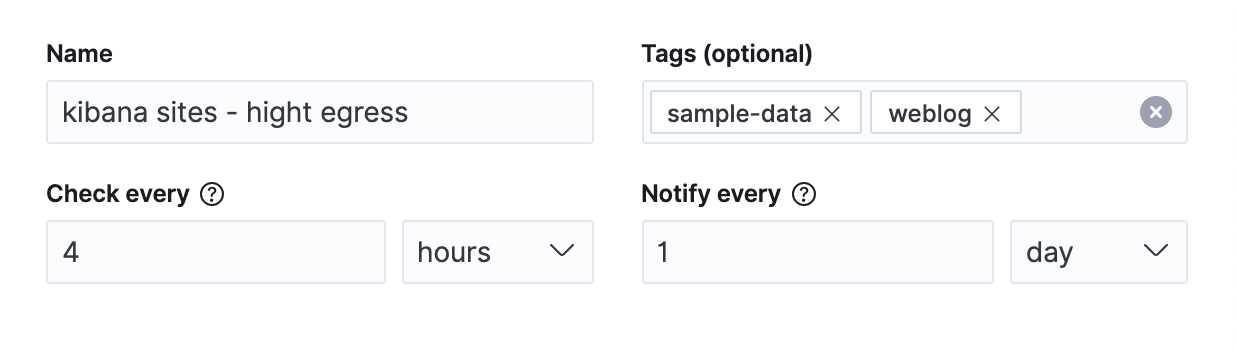 Name
Tags (optional)
kibana sites - hight egress
sample-data
weblog
Check every
Notify every
4
hours
1
day